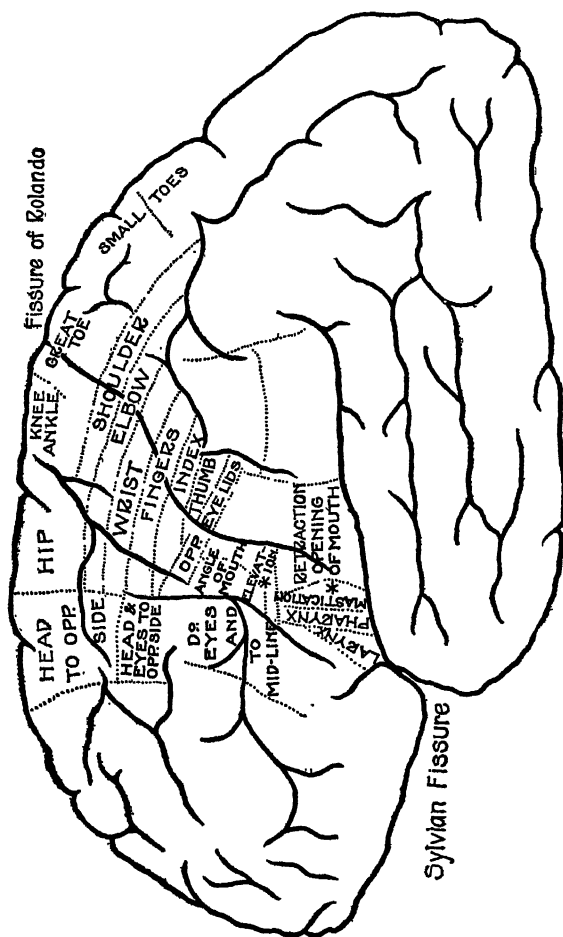 Fissure of Rolando
SMALL
TOES
GREAT
TOE
KNEE
ANKLE
HIP
HEAD
TO OPP.
SIDE
SHOULDER
ELBOW
WRIST
FINGERS
INDEX
THUMB
OPP.
EYE LIDS
HEAD &
EYES TO
OPP. SIDE
Do.
EYES
AND
TO
MID-LINE
ANGLE
OF
MOUTH
ELEVAT-
ION.
*
RETRACTION
OPENING
OF MOUTH
*
MASTICATION
PHARYNX
LARYNX
Sylvian Fissure